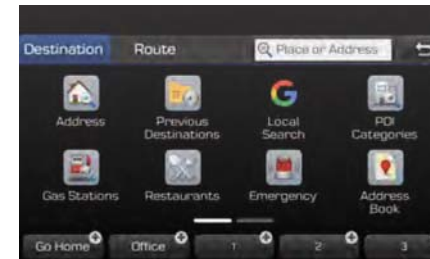 Destination
Route
Place or Address
Address
Previous
Destinations
Local
Search
POI
Categories
Gas Stations
Restaurants
Emergency
Address
Book
Go Home
Office
1
2
3